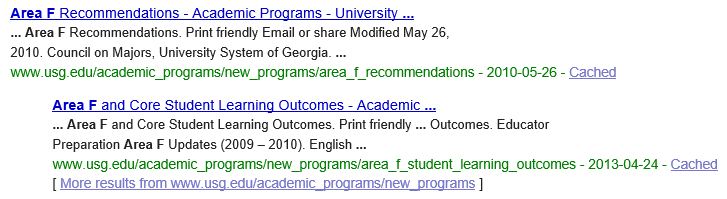 Area F Recommendations - Academic Programs - University ...
... Area F Recommendations. Print friendly Email or share Modified May 26,
2010. Council on Majors, University System of Georgia. ...
www.usg.edu/academic_programs/new_programs/area_f_recommendations - 2010-05-26 - Cached
Area F and Core Student Learning Outcomes - Academic ...
... Area F and Core Student Learning Outcomes. Print friendly ... Outcomes. Educator
Preparation Area F Updates (2009 – 2010). English ...
www.usg.edu/academic_programs/new_programs/area_f_student_learning_outcomes - 2013-04-24 - Cached
[ More results from www.usg.edu/academic_programs/new_programs ]